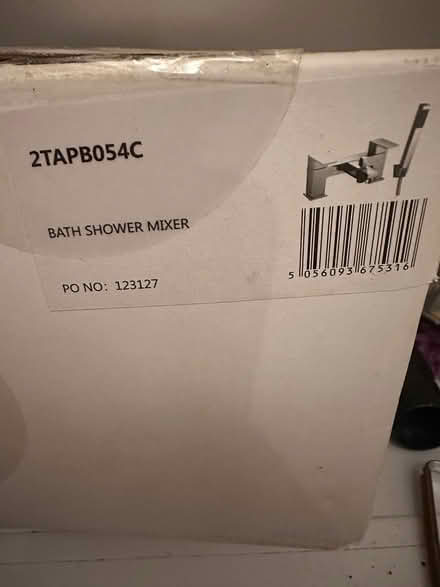 2TAPB054C
BATH SHOWER MIXER
5 056093 675316
PO NO: 123127